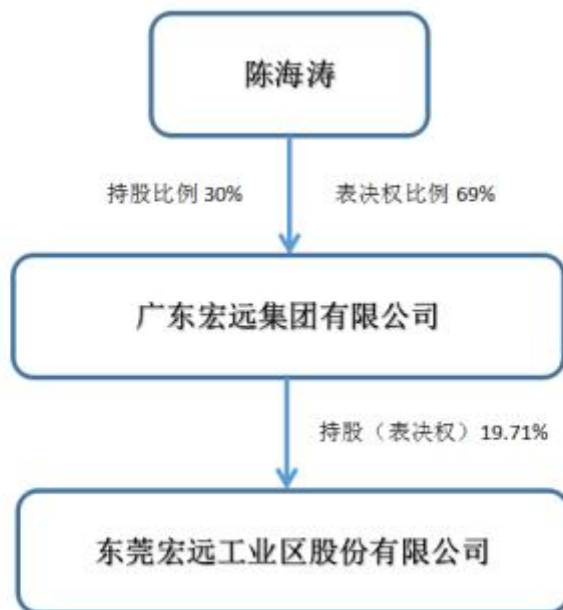 陈海涛
持股比例 30% 表决权比例 69%
广东宏远集团有限公司
持股（表决权）19.71%
东莞宏远工业区股份有限公司